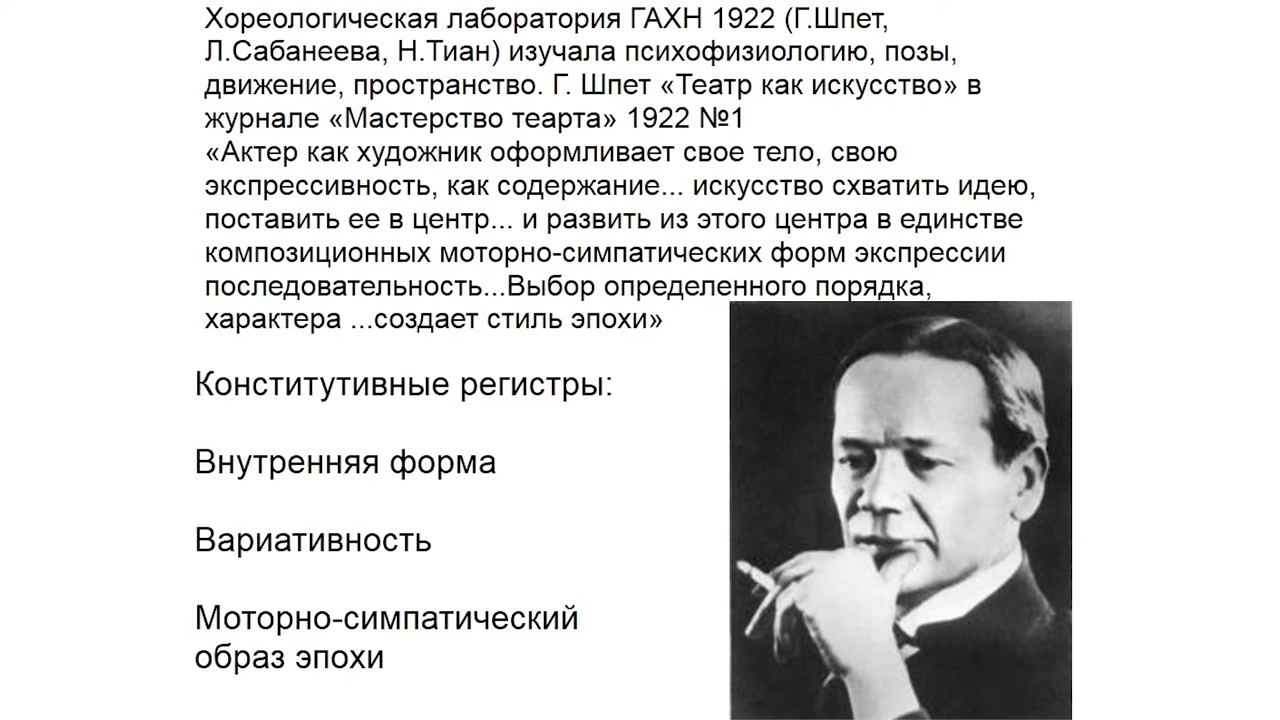 Хореологическая лаборатория ГАХН 1922 (Г.Шпет,
Л.Сабанеева, Н.Тиан) изучала психофизиологию, позы,
движение, пространство. Г. Шпет «Театр как искусство» в
журнале «Мастерство теарта» 1922 №1
«Актер как художник оформливает свое тело, свою
экспрессивность, как содержание... искусство схватить идею,
поставить ее в центр... и развить из этого центра в единстве
композиционных моторно-симпатических форм экспрессии
последовательность...Выбор определенного порядка,
характера ...создает стиль эпохи»
Конститутивные регистры:
Внутренняя форма
Вариативность
Моторно-симпатический
образ эпохи